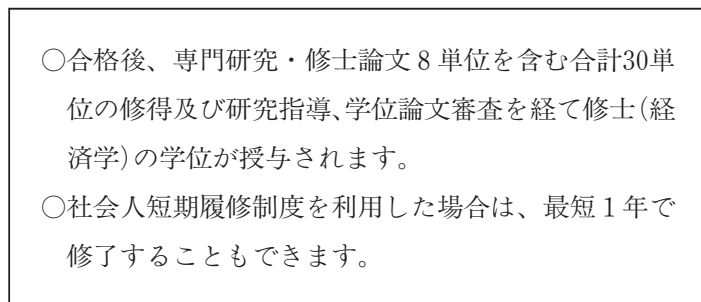 ○合格後、専門研究・修士論文８単位を含む合計30単
位の修得及び研究指導、学位論文審査を経て修士(経
済学)の学位が授与されます。
○社会人短期履修制度を利用した場合は、最短１年で
修了することもできます。